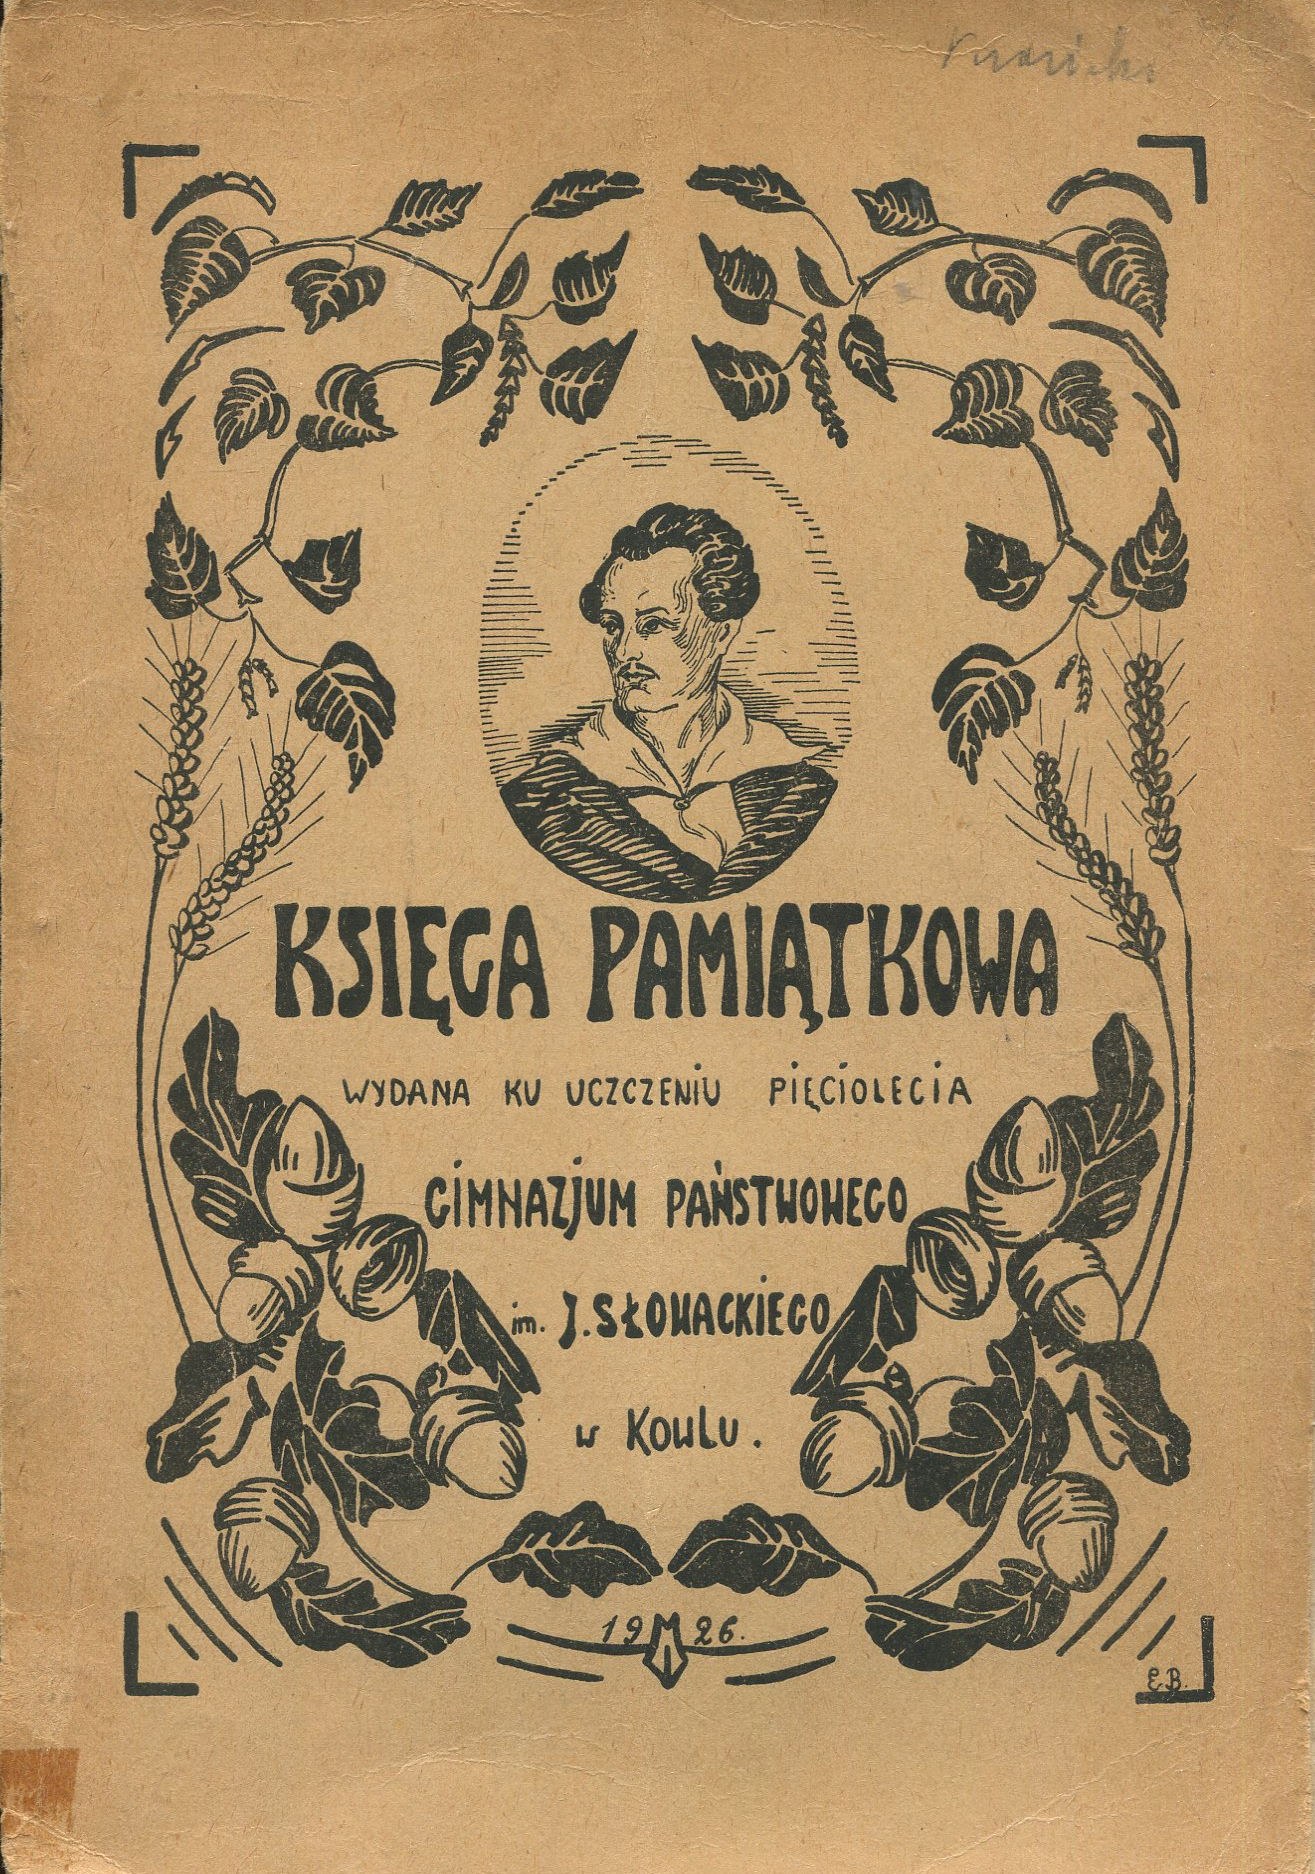 KSIĘGA PAMIĄTKOWA
WYDANA KU UCZCZENIU PIĘCIOLECIA
GIMNAZJUM PAŃSTWOWEGO
im. J. SŁOWACKIEGO
w KOWLU.
1926.
E.B.